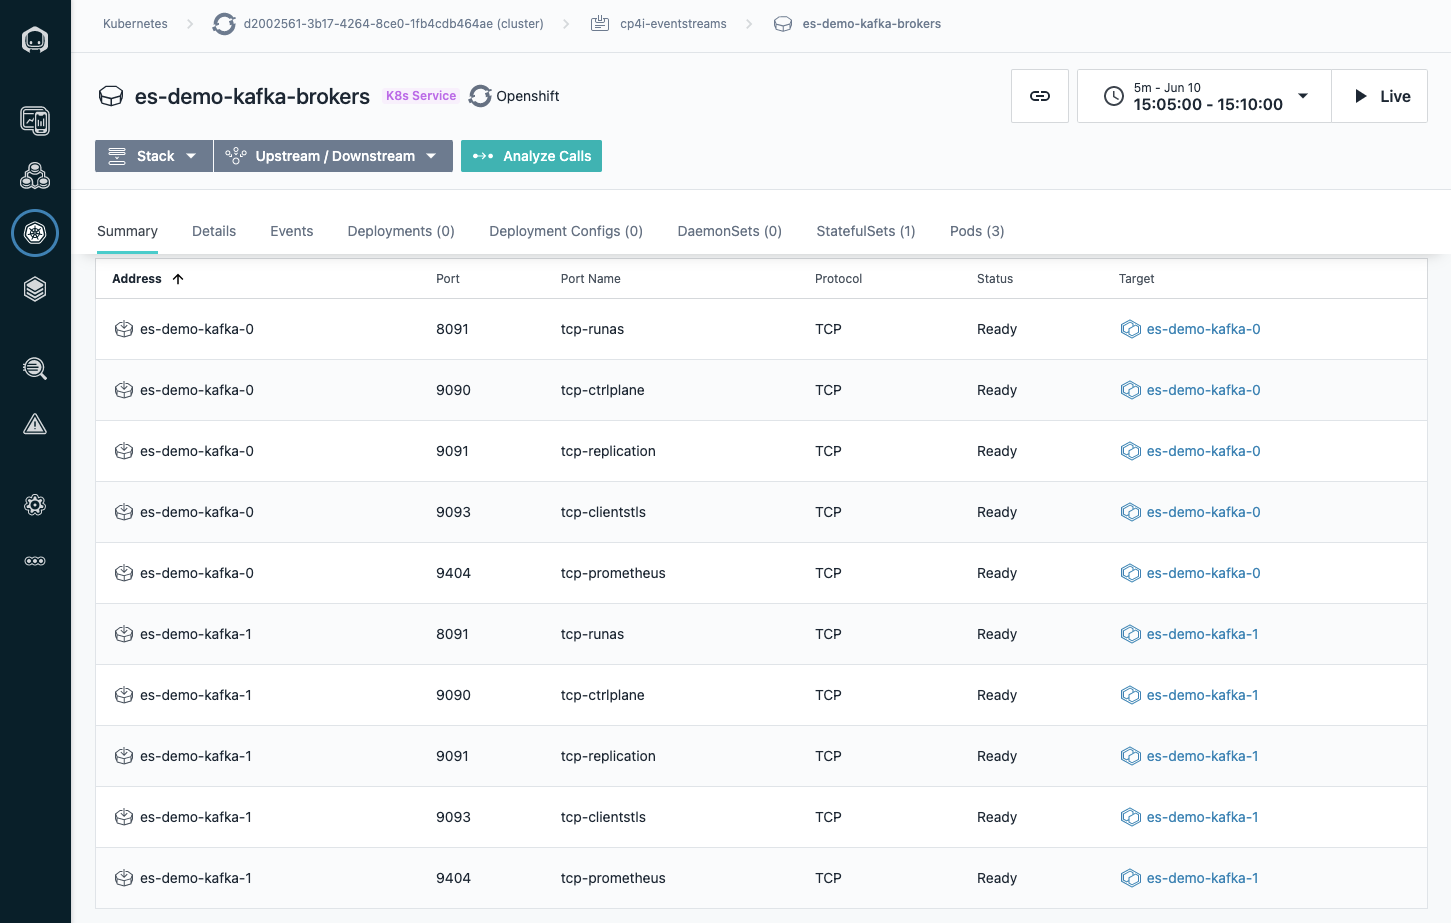 Kubernetes d2002561-3b17-4264-8ce0-1fb4cdb464ae (cluster) cp4i-eventstreams es-demo-kafka-brokers
es-demo-kafka-brokers K8s Service Openshift
5m - Jun 10
15:05:00 - 15:10:00
Live
Stack Upstream / Downstream Analyze Calls
Summary Details Events Deployments (0) Deployment Configs (0) DaemonSets (0) StatefulSets (1) Pods (3)
Address Port Port Name Protocol Status Target
es-demo-kafka-0 8091 tcp-runas TCP Ready es-demo-kafka-0
es-demo-kafka-0 9090 tcp-ctrlplane TCP Ready es-demo-kafka-0
es-demo-kafka-0 9091 tcp-replication TCP Ready es-demo-kafka-0
es-demo-kafka-0 9093 tcp-clientstls TCP Ready es-demo-kafka-0
es-demo-kafka-0 9404 tcp-prometheus TCP Ready es-demo-kafka-0
es-demo-kafka-1 8091 tcp-runas TCP Ready es-demo-kafka-1
es-demo-kafka-1 9090 tcp-ctrlplane TCP Ready es-demo-kafka-1
es-demo-kafka-1 9091 tcp-replication TCP Ready es-demo-kafka-1
es-demo-kafka-1 9093 tcp-clientstls TCP Ready es-demo-kafka-1
es-demo-kafka-1 9404 tcp-prometheus TCP Ready es-demo-kafka-1